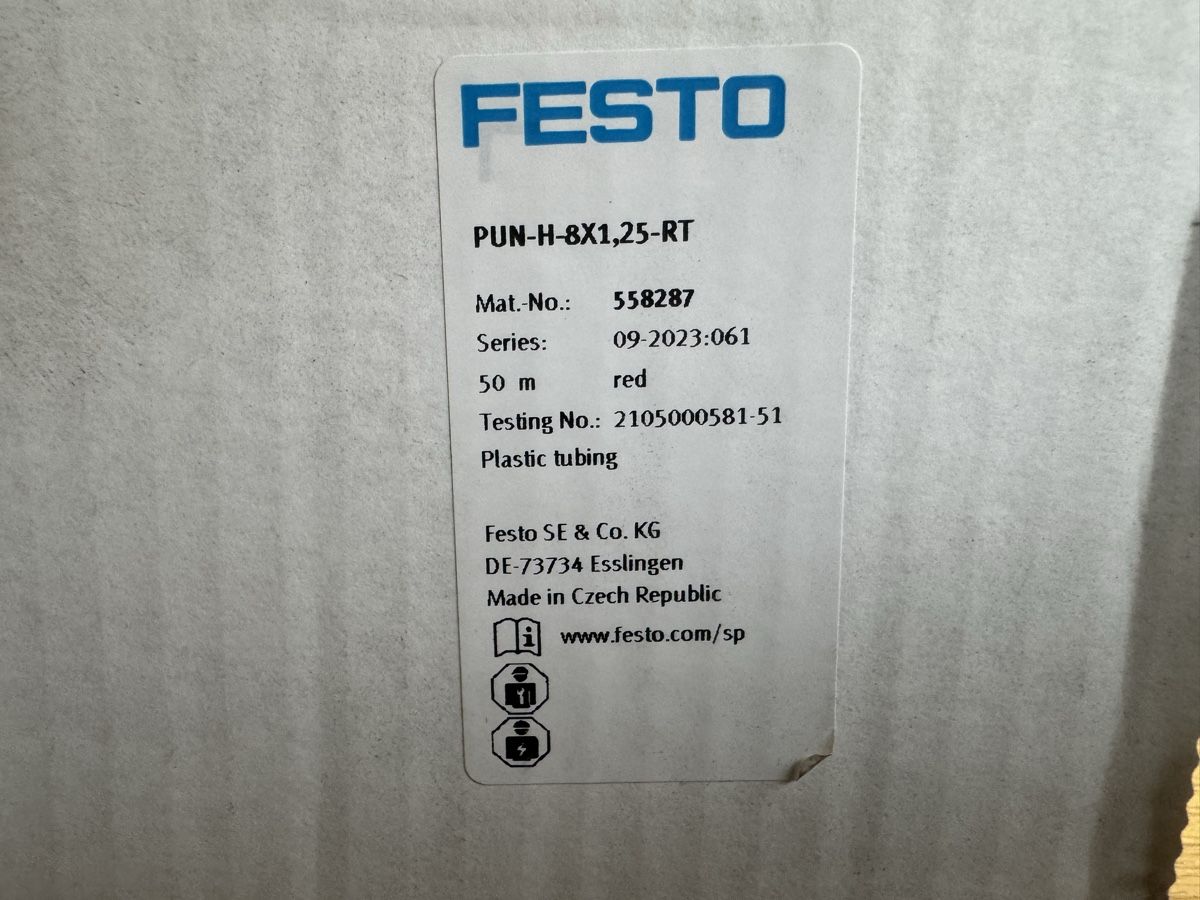 FESTO
PUN-H-8X1,25-RT
Mat.-No.: 558287
Series: 09-2023:061
50 m red
Testing No.: 2105000581-51
Plastic tubing
Festo SE & Co. KG
DE-73734 Esslingen
Made in Czech Republic
www.festo.com/sp